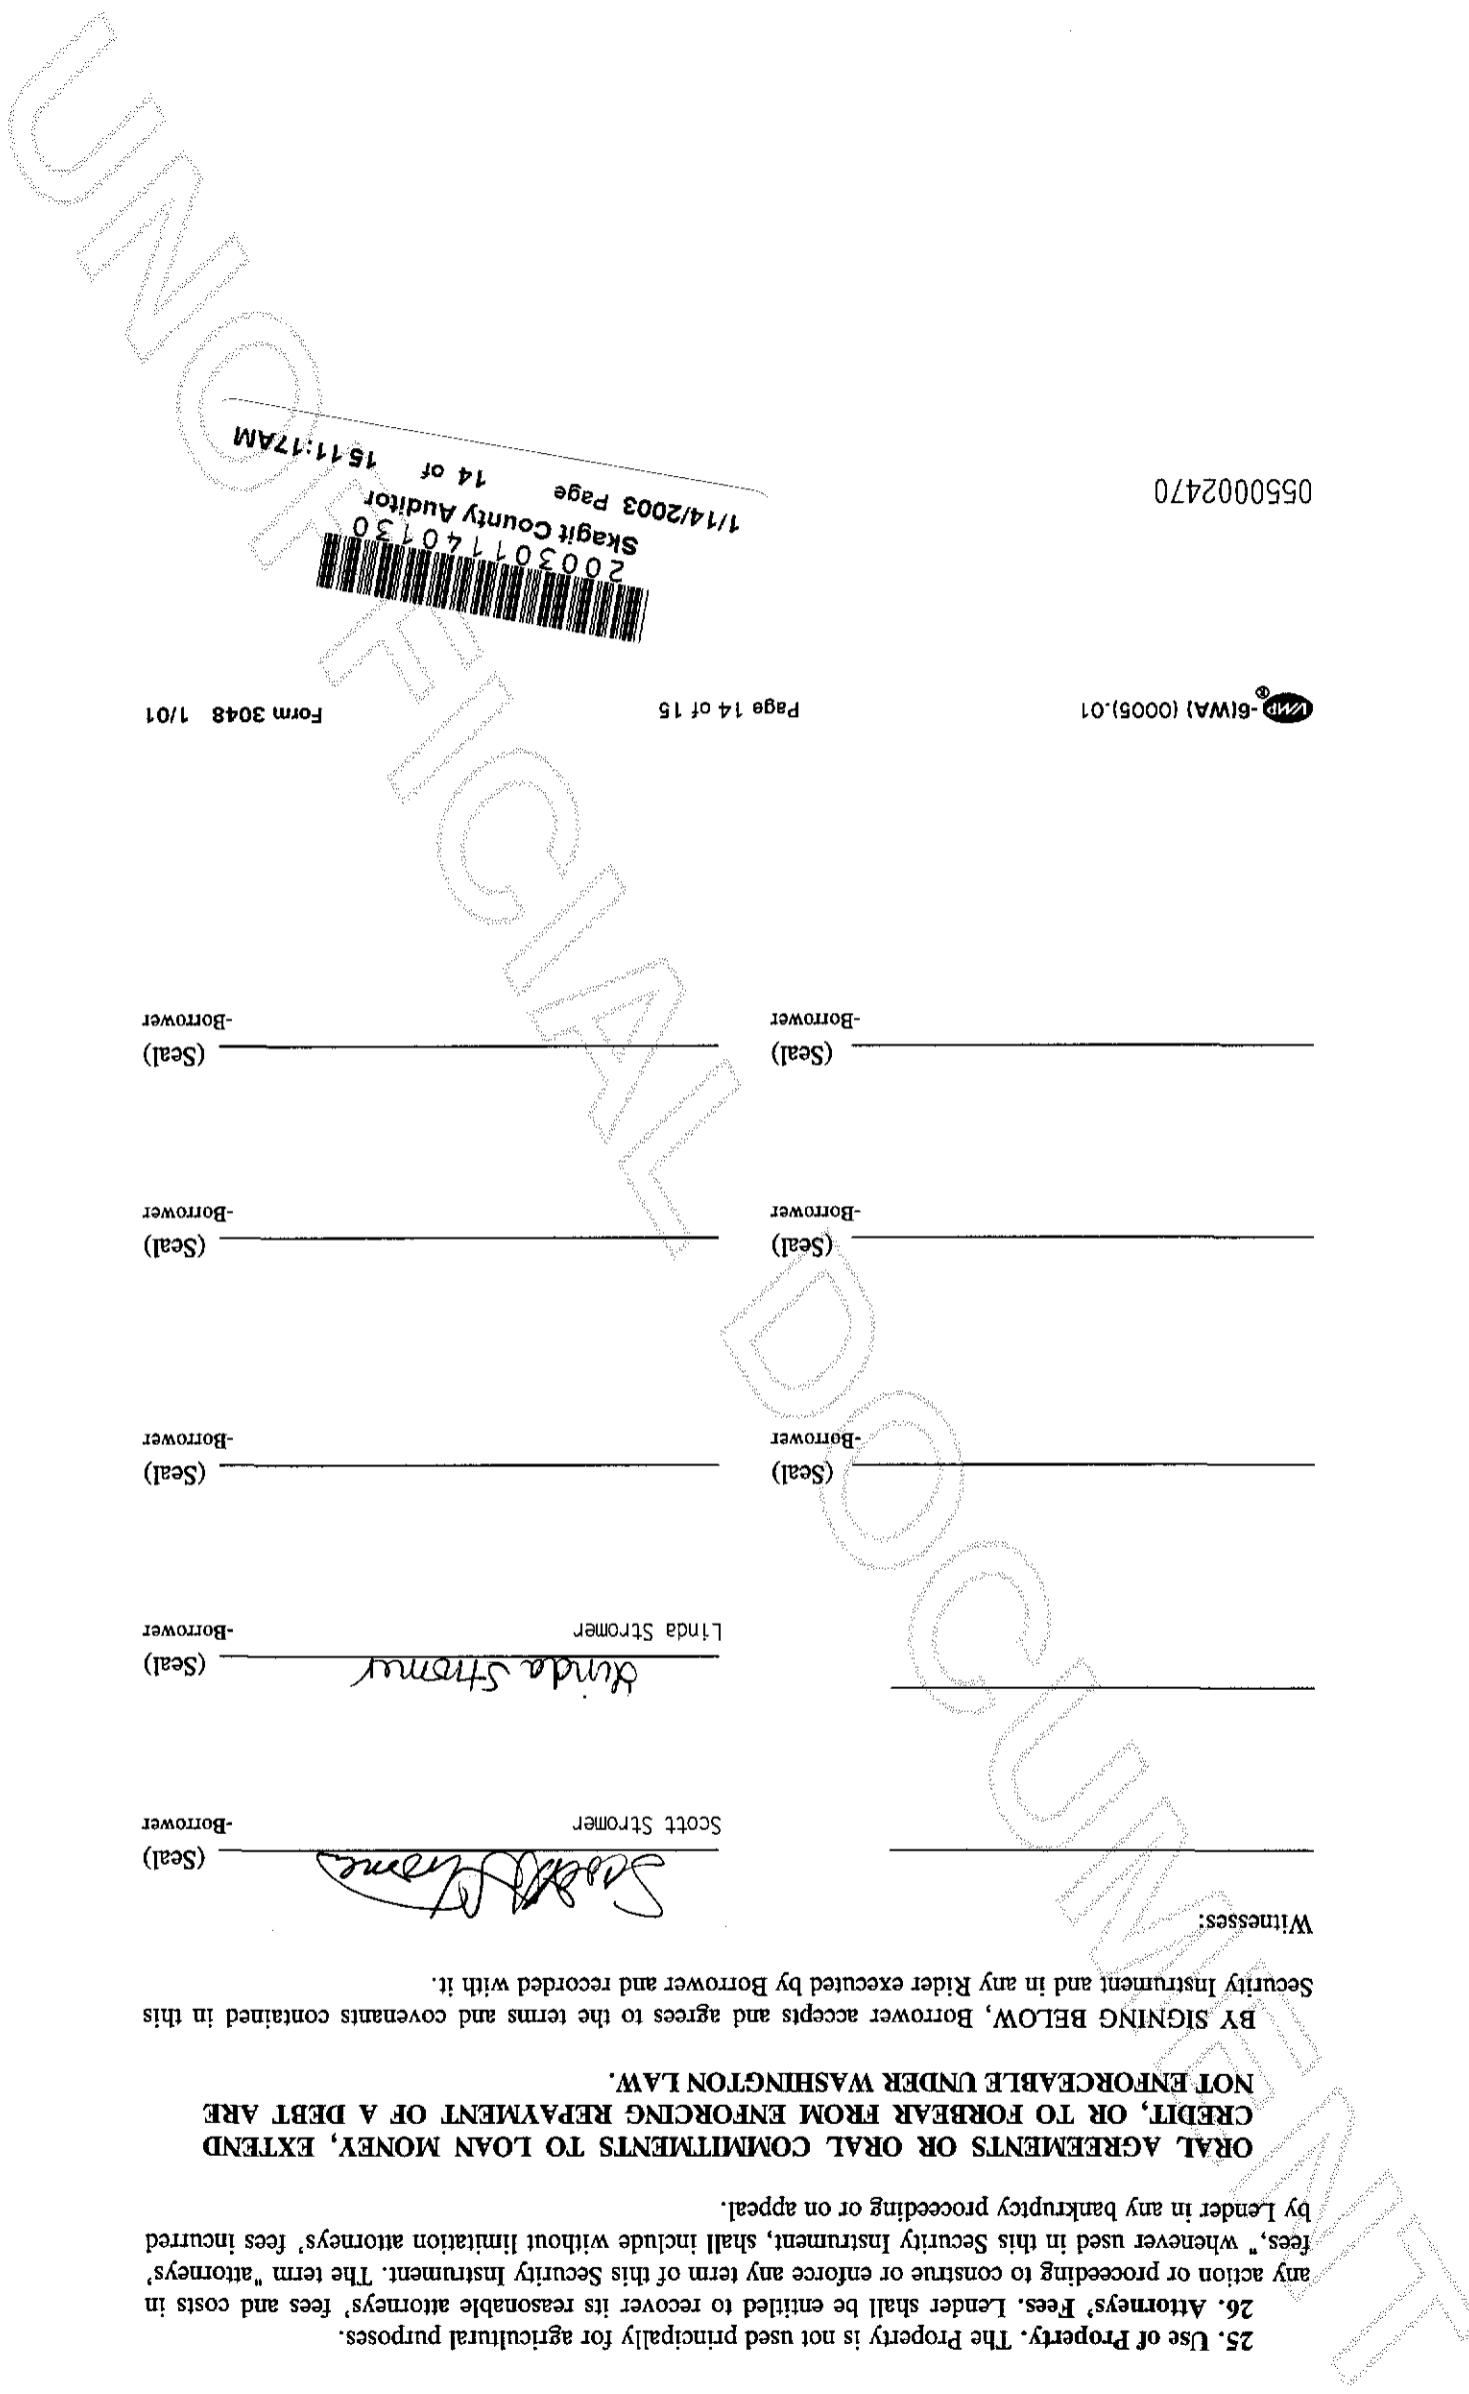 25. Use of Property. The Property is not used principally for agricultural purposes.
26. Attorneys' Fees. Lender shall be entitled to recover its reasonable attorneys' fees and costs in
any action or proceeding to construe or enforce any term of this Security Instrument. The term "attorneys'
fees," whenever used in this Security Instrument, shall include without limitation attorneys' fees incurred
by Lender in any bankruptcy proceeding or on appeal.
ORAL AGREEMENTS OR ORAL COMMITMENTS TO LOAN MONEY, EXTEND
CREDIT, OR TO FORBEAR FROM ENFORCING REPAYMENT OF A DEBT ARE
NOT ENFORCEABLE UNDER WASHINGTON LAW.
BY SIGNING BELOW, Borrower accepts and agrees to the terms and covenants contained in this
Security Instrument and in any Rider executed by Borrower and recorded with it.
Witnesses:
Scott Stromer (Seal)
Scott Stromer -Borrower
Linda Stromer (Seal)
Linda Stromer -Borrower
(Seal) (Seal)
-Borrower -Borrower
(Seal) (Seal)
-Borrower -Borrower
(Seal) (Seal)
-Borrower -Borrower
VMP ® -6(WA) (0005).01 Page 14 of 15 Form 3048 1/01
200301140130
Skagit County Auditor
1/14/2003 Page 14 of 15 11:17AM
0550002470
UNOFFICIAL DOCUMENT